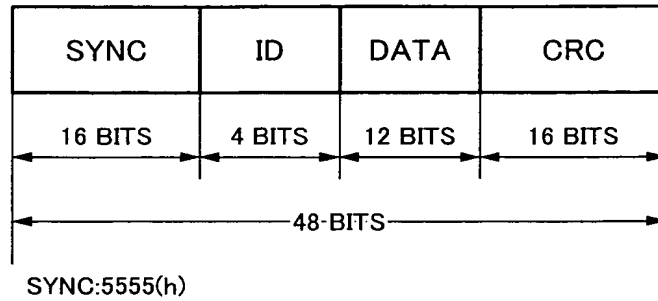 SYNC ID DATA CRC
16 BITS 4 BITS 12 BITS 16 BITS
48-BITS
SYNC:5555(h)